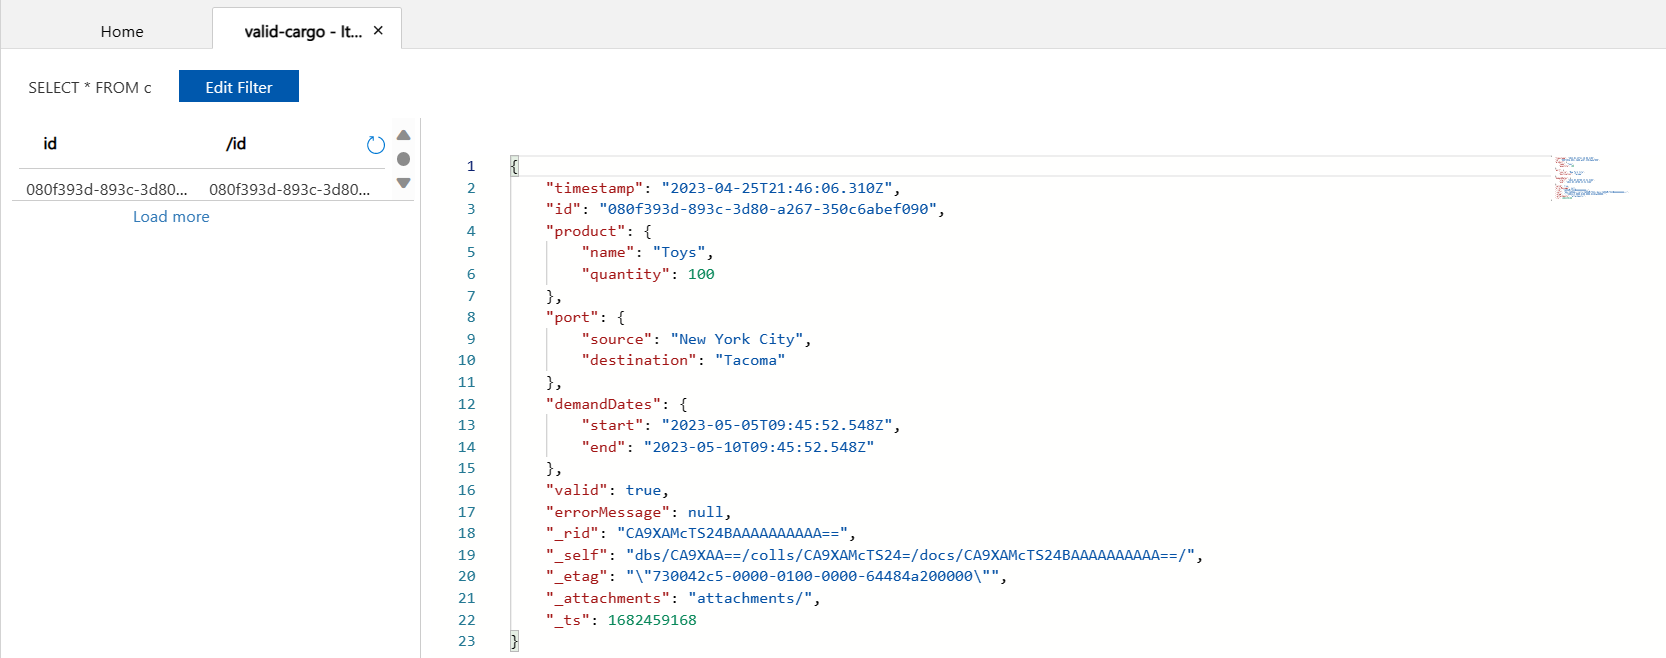 Home
valid-cargo - It... ✕
SELECT * FROM c
Edit Filter
id /id
080f393d-893c-3d80... 080f393d-893c-3d80...
Load more
1 {
2 "timestamp": "2023-04-25T21:46:06.310Z",
3 "id": "080f393d-893c-3d80-a267-350c6abef090",
4 "product": {
5 "name": "Toys",
6 "quantity": 100
7 },
8 "port": {
9 "source": "New York City",
10 "destination": "Tacoma"
11 },
12 "demandDates": {
13 "start": "2023-05-05T09:45:52.548Z",
14 "end": "2023-05-10T09:45:52.548Z"
15 },
16 "valid": true,
17 "errorMessage": null,
18 "_rid": "CA9XAMcTS24BAAAAAAAAAA==",
19 "_self": "dbs/CA9XAA==/colls/CA9XAMcTS24=/docs/CA9XAMcTS24BAAAAAAAAAA==/",
20 "_etag": "\"730042c5-0000-0100-0000-64484a200000\"",
21 "_attachments": "attachments/",
22 "_ts": 1682459168
23 }